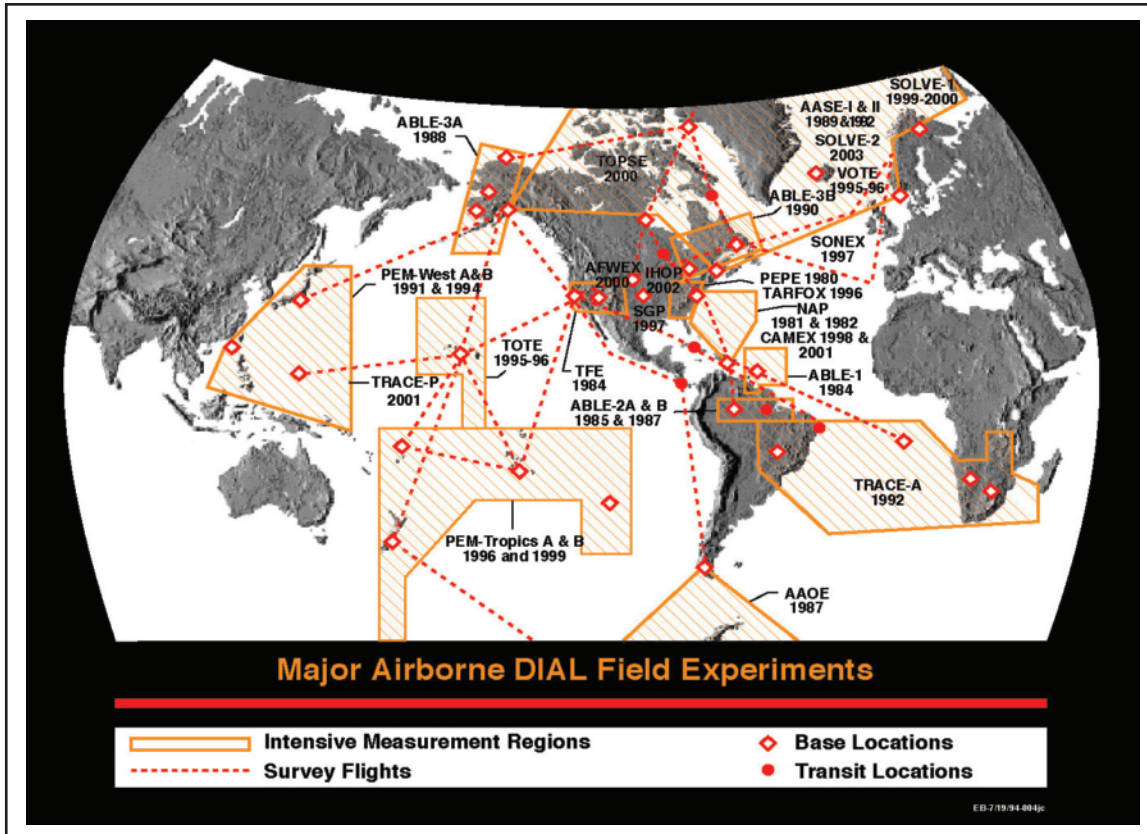 SOLVE-1
1999-2000
AASE-I & II
1989 &1992
SOLVE-2
2003
VOTE
1995-96
ABLE-3A
1988
TOPSE
2000
ABLE-3B
1990
SONEX
1997
AFWEX
2000
IHOP
2002
SGP
1997
PEPE 1980
TARFOX 1996
NAP
1981 & 1982
CAMEX 1998 &
2001
ABLE-1
1984
PEM-West A&B
1991 & 1994
TOTE
1995-96
TFE
1984
TRACE-P
2001
ABLE-2A & B
1985 & 1987
TRACE-A
1992
PEM-Tropics A & B
1996 and 1999
AAOE
1987
Major Airborne DIAL Field Experiments
Intensive Measurement Regions
Base Locations
Survey Flights
Transit Locations
EB-7/19/94-004jc